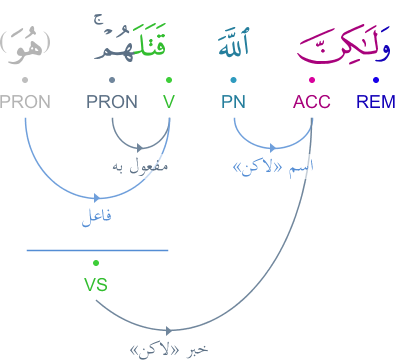 وَلَـٰكِنَّ ٱللَّهَ قَتَلَهُمْ ۚ (هُوَ)
REM ACC PN V PRON PRON
اسم «لاكن» مفعول به
فاعل
VS
خبر «لاكن»